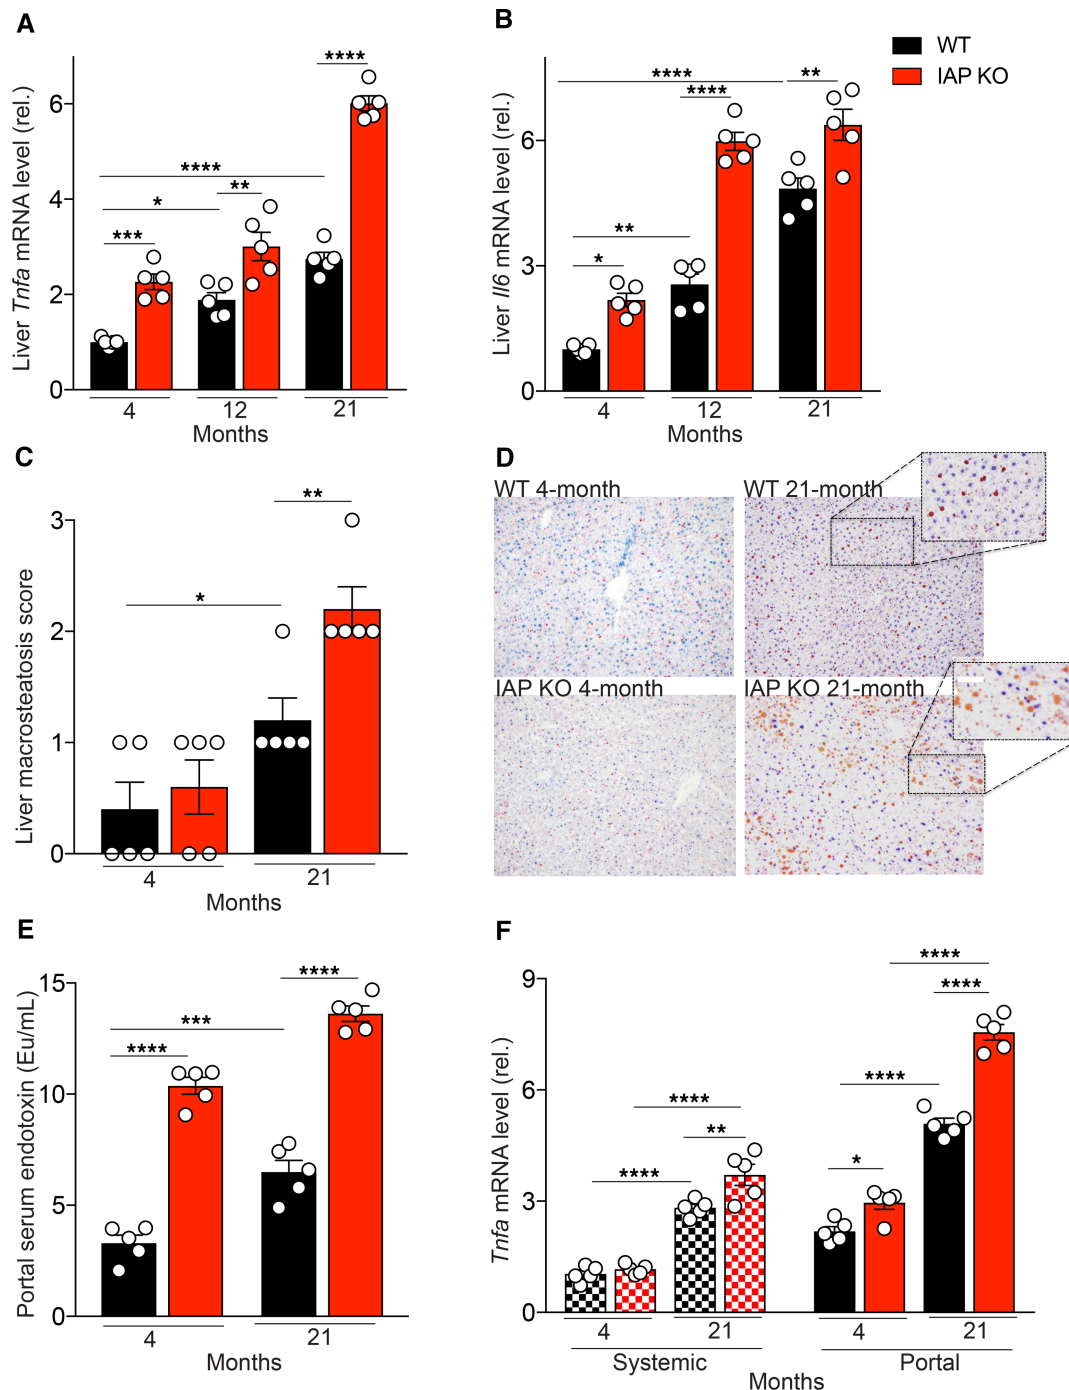 A
Liver Tnfa mRNA level (rel.)
6
4
2
0
****
****
*
**
***
4
12
21
Months
B
Liver Il6 mRNA level (rel.)
6
3
0
****
**
****
**
*
4
12
21
Months
WT
IAP KO
C
Liver macrosteatosis score
3
2
1
0
**
*
4
21
Months
D
WT 4-month
WT 21-month
IAP KO 4-month
IAP KO 21-month
E
Portal serum endotoxin (Eu/mL)
15
10
5
0
****
***
****
4
21
Months
F
Tnfa mRNA level (rel.)
9
6
3
0
****
****
****
****
**
****
*
4
21
4
21
Systemic
Portal
Months